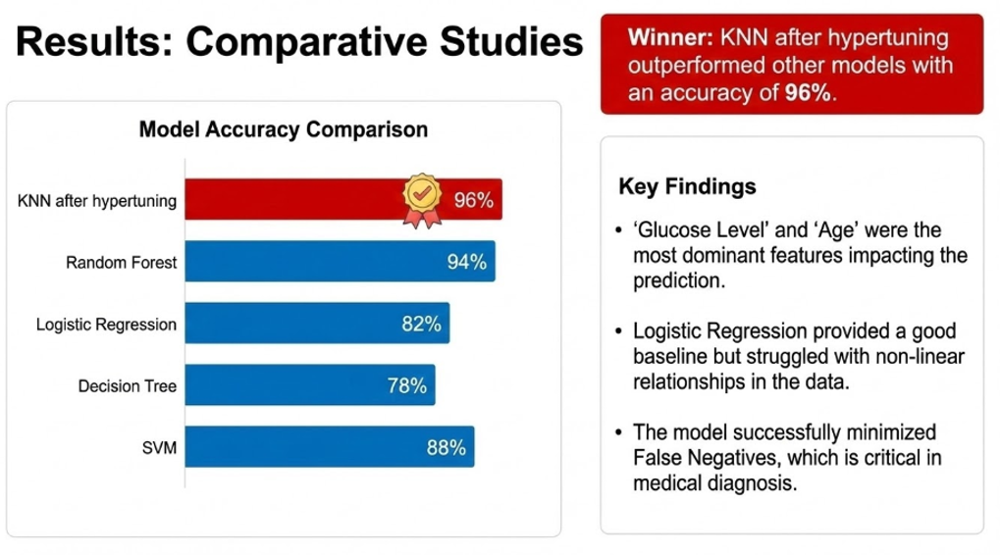 Results: Comparative Studies
Winner: KNN after hypertuning
outperformed other models with
an accuracy of 96%.
Model Accuracy Comparison
KNN after hypertuning
96%
Random Forest
94%
Logistic Regression
82%
Decision Tree
78%
SVM
88%
Key Findings
• ‘Glucose Level’ and ‘Age’ were the
most dominant features impacting the
prediction.
• Logistic Regression provided a good
baseline but struggled with non-linear
relationships in the data.
• The model successfully minimized
False Negatives, which is critical in
medical diagnosis.